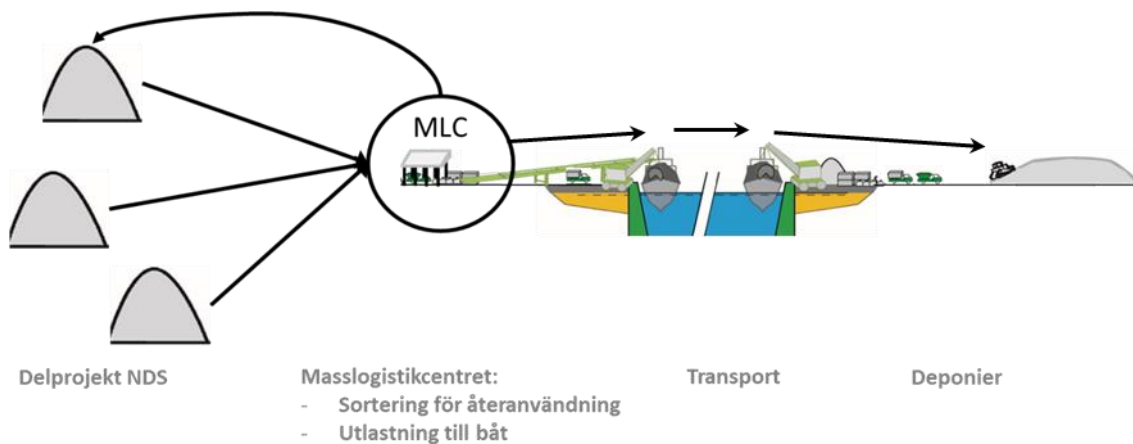 MLC
Delprojekt NDS
Masslogistikcentret:
- Sortering för återanvändning
- Utlastning till båt
Transport
Deponier